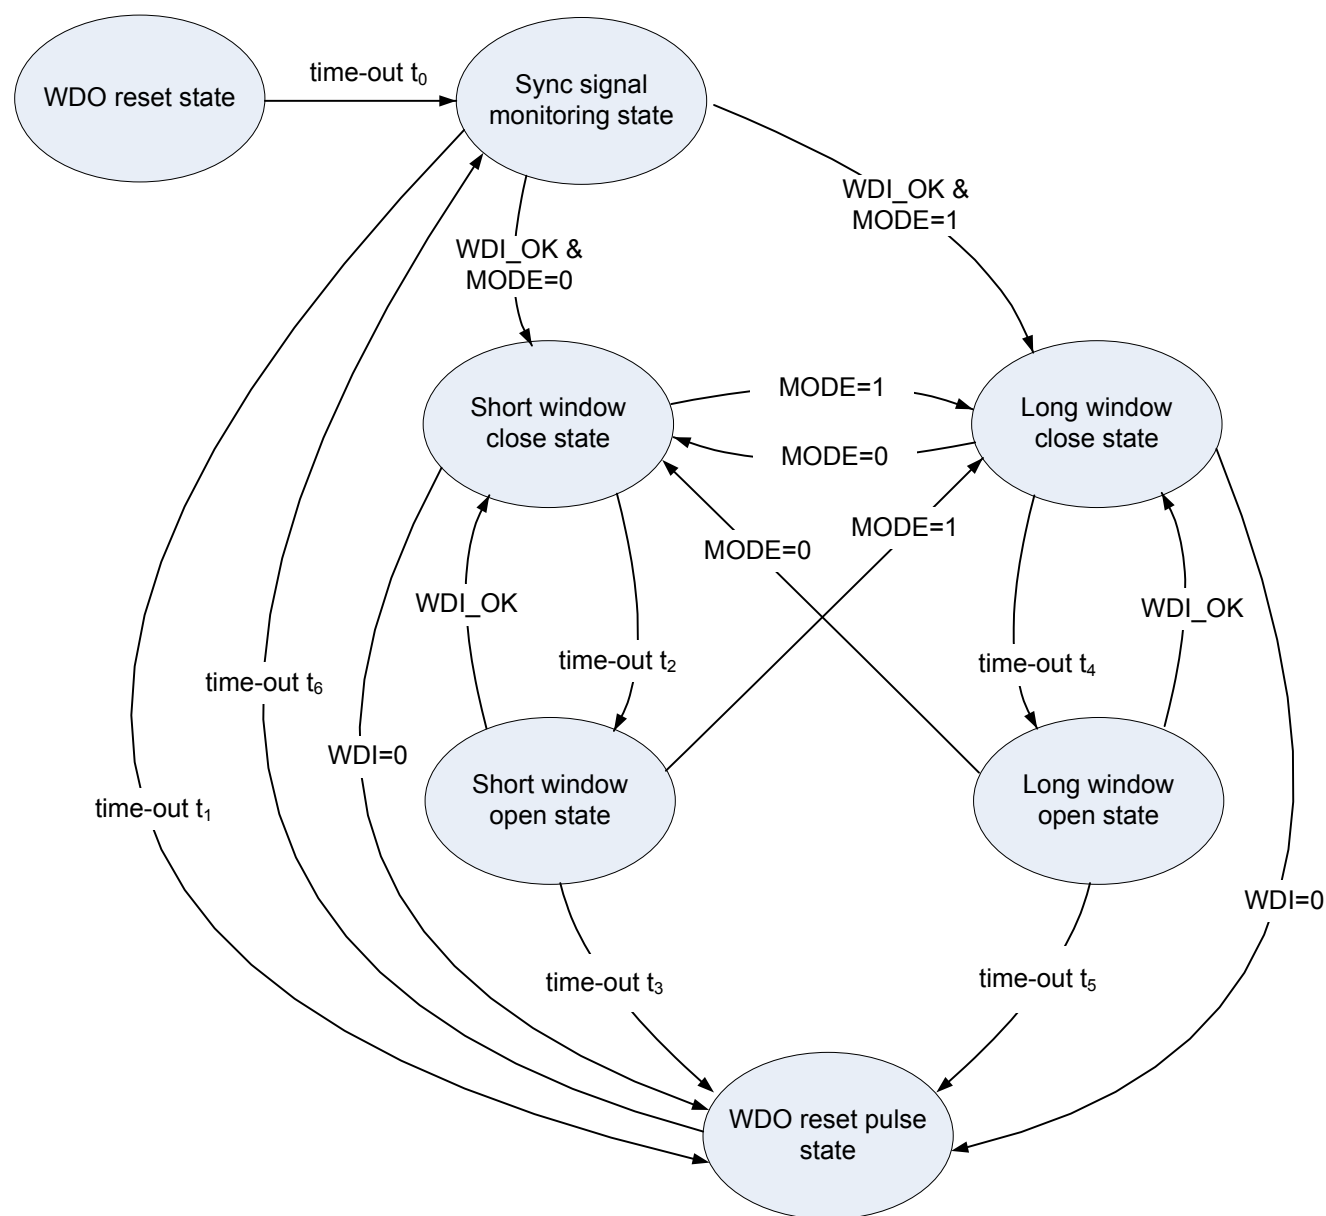 time-out t₀
WDO reset state
Sync signal
monitoring state
WDI_OK &
MODE=1
WDI_OK &
MODE=0
Short window
close state
MODE=1
Long window
close state
MODE=0
MODE=1
MODE=0
WDI_OK
WDI_OK
time-out t₂
time-out t₄
time-out t₆
WDI=0
Short window
open state
Long window
open state
time-out t₁
WDI=0
time-out t₃
time-out t₅
WDO reset pulse
state